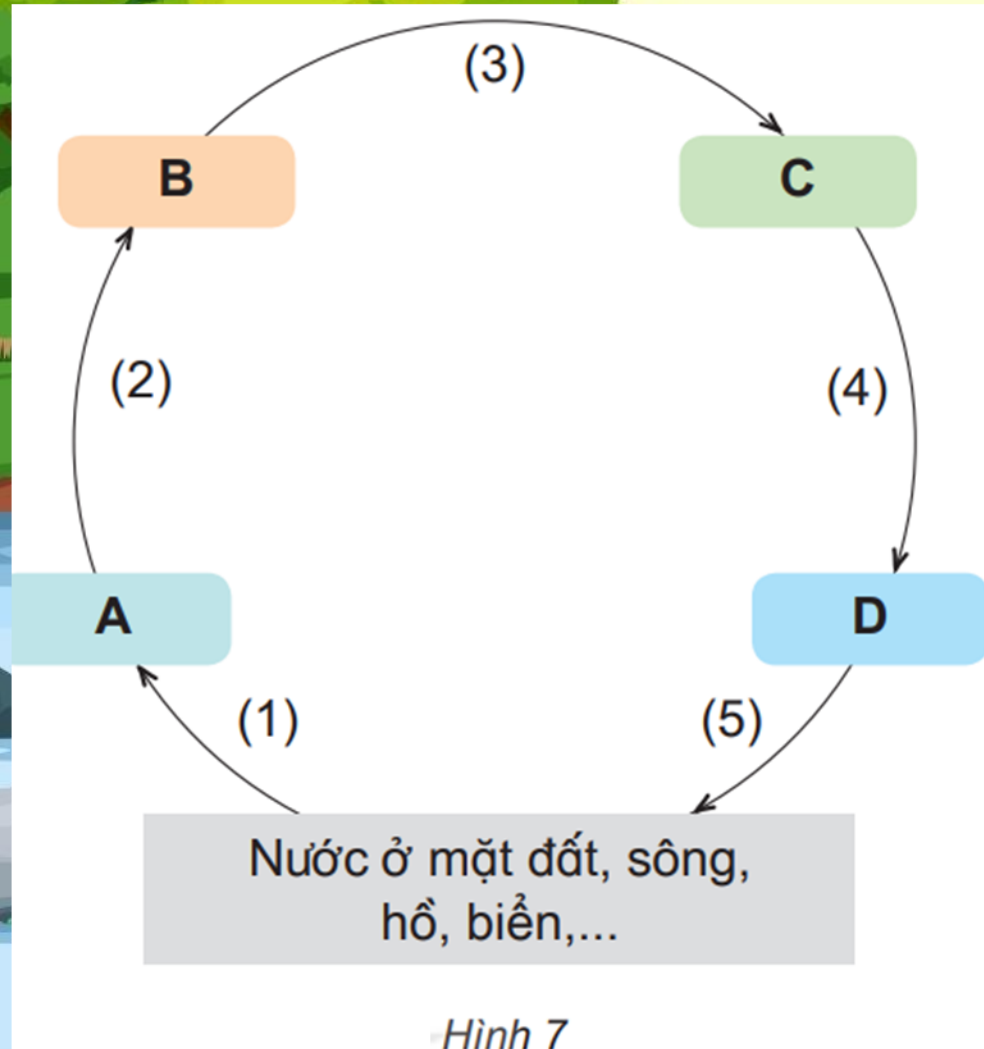 (3)
B
C
(2)
(4)
A
D
(1)
(5)
Nước ở mặt đất, sông,
hồ, biển,...
Hình 7